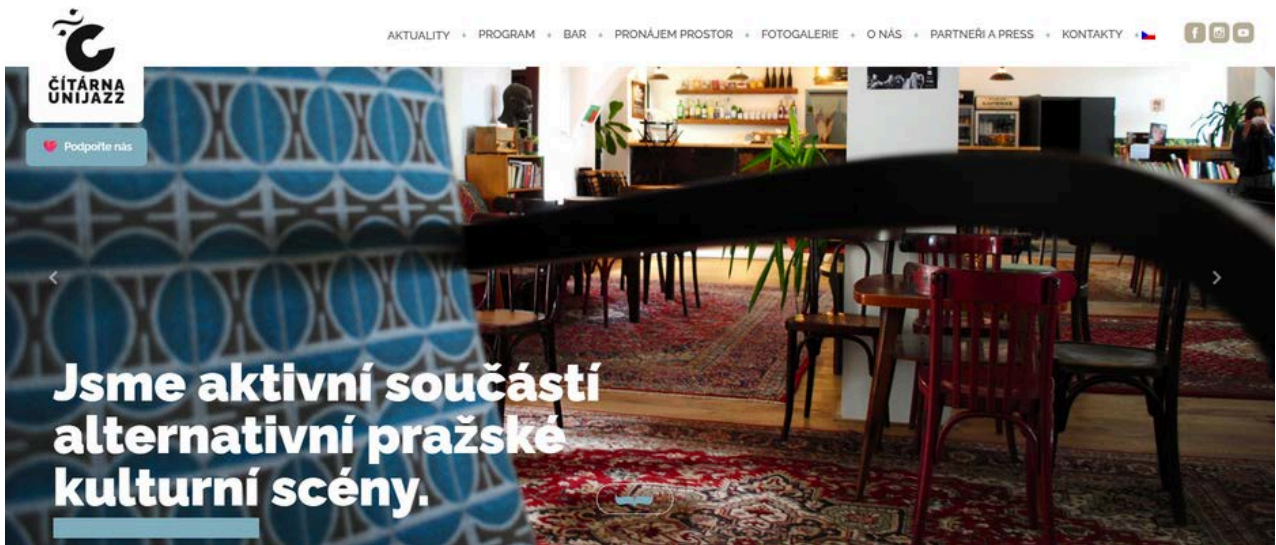 ČÍTÁRNA
UNIJAZZ
AKTUALITY
PROGRAM
BAR
PRONÁJEM PROSTOR
FOTOGALERIE
O NÁS
PARTNEŘI A PRESS
KONTAKTY
Podpořte nás
Jsme aktivní součástí
alternativní pražské
kulturní scény.